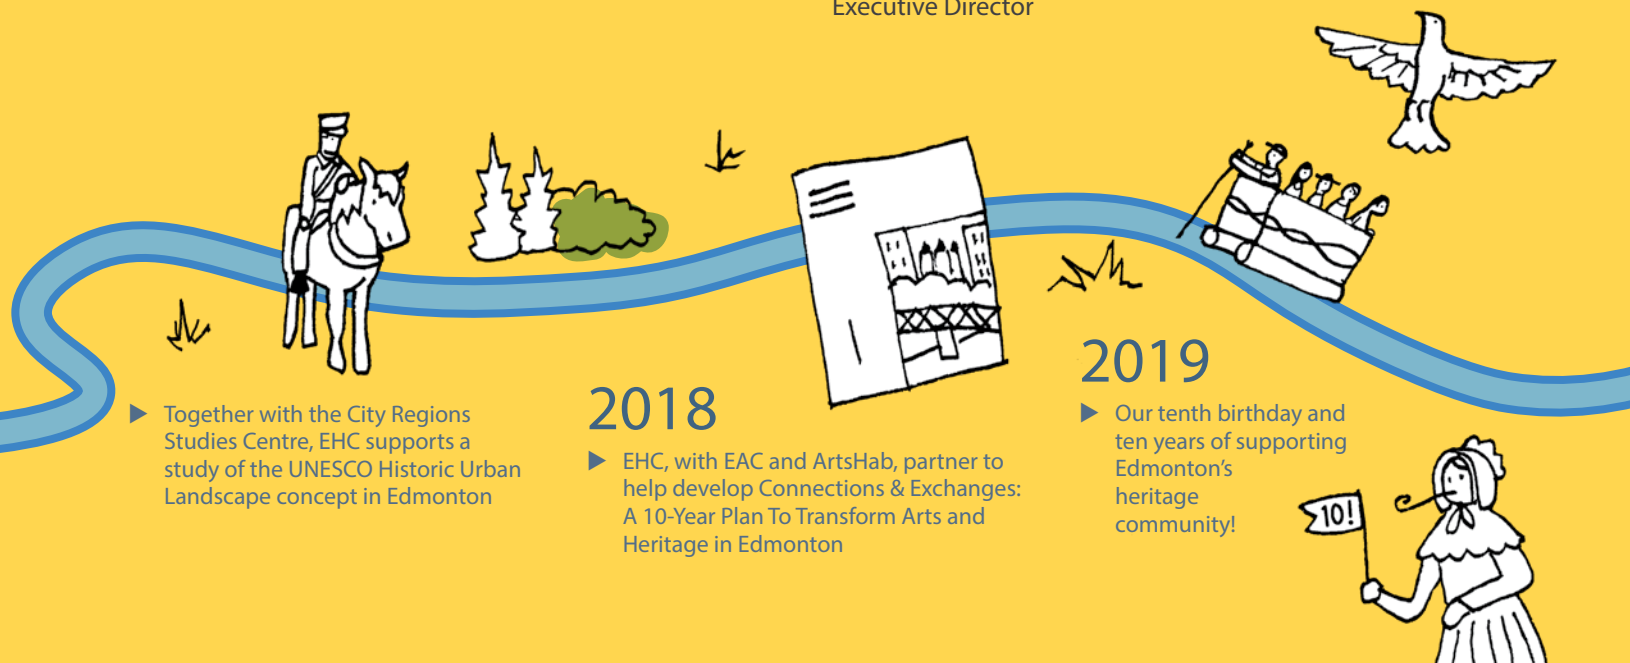 Executive Director
Together with the City Regions
Studies Centre, EHC supports a
study of the UNESCO Historic Urban
Landscape concept in Edmonton
2018
EHC, with EAC and ArtsHab, partner to
help develop Connections & Exchanges:
A 10-Year Plan To Transform Arts and
Heritage in Edmonton
2019
Our tenth birthday and
ten years of supporting
Edmonton’s
heritage
community!
10!